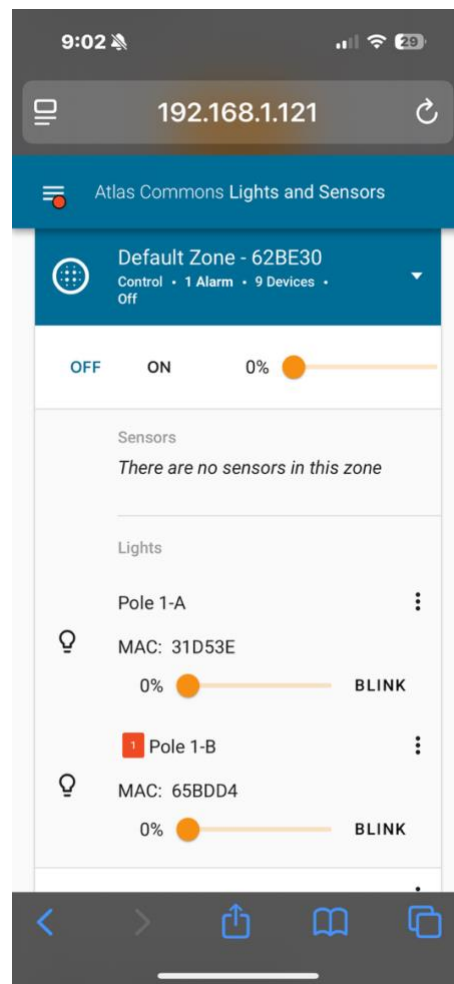 9:02
29
192.168.1.121
Atlas Commons Lights and Sensors
Default Zone - 62BE30
Control • 1 Alarm • 9 Devices •
Off
OFF ON 0%
Sensors
There are no sensors in this zone
Lights
Pole 1-A
MAC: 31D53E
0% BLINK
1 Pole 1-B
MAC: 65BDD4
0% BLINK